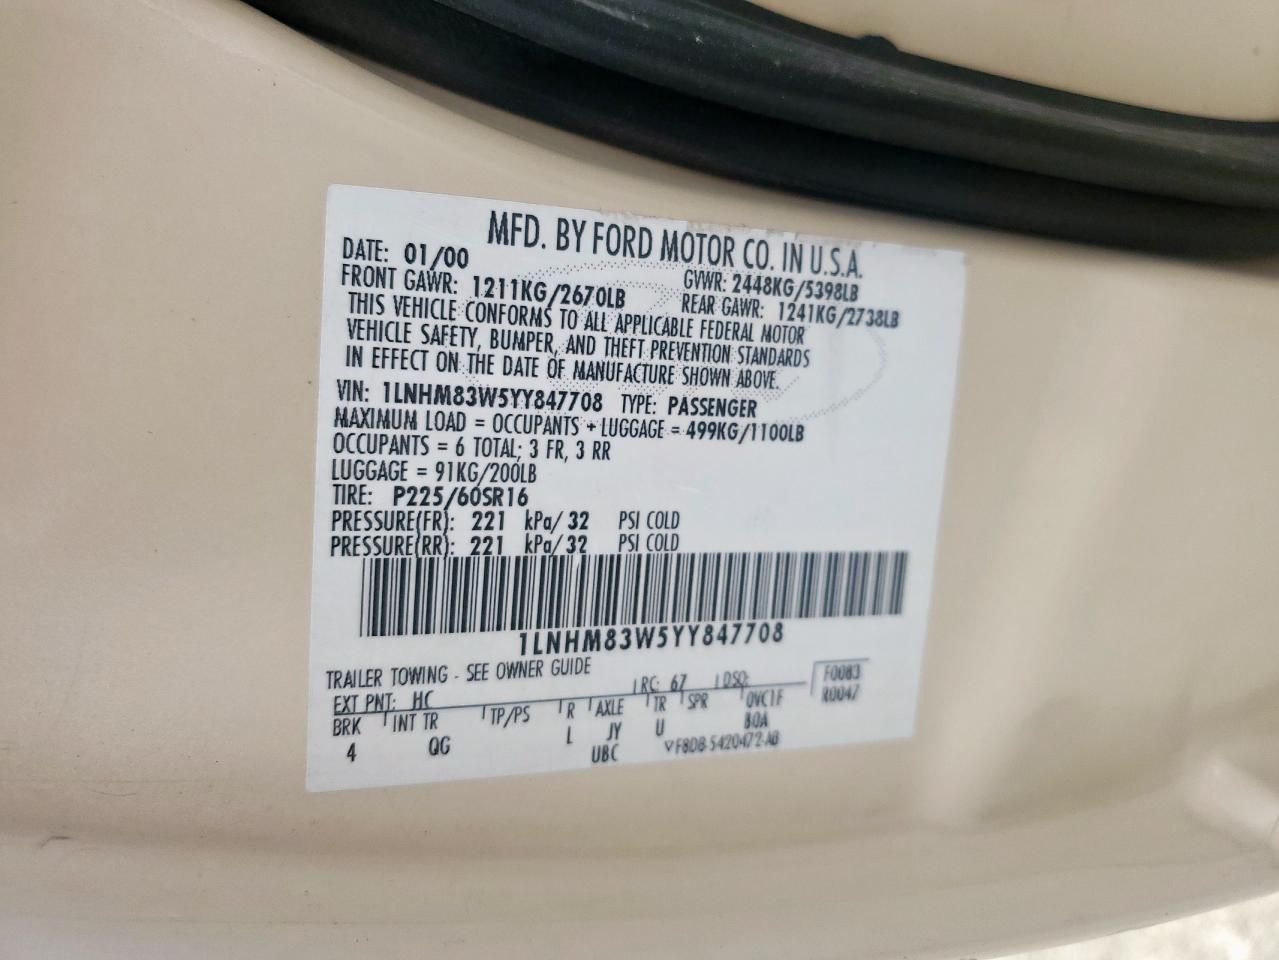 MFD. BY FORD MOTOR CO. IN U.S.A.
DATE: 01/00 GVWR: 2448KG/5398LB
FRONT GAWR: 1211KG/2670LB REAR GAWR: 1241KG/2738LB
THIS VEHICLE CONFORMS TO ALL APPLICABLE FEDERAL MOTOR
VEHICLE SAFETY, BUMPER, AND THEFT PREVENTION STANDARDS
IN EFFECT ON THE DATE OF MANUFACTURE SHOWN ABOVE.
VIN: 1LNHM83W5YY847708 TYPE: PASSENGER
MAXIMUM LOAD = OCCUPANTS + LUGGAGE = 499KG/1100LB
OCCUPANTS = 6 TOTAL; 3 FR, 3 RR
LUGGAGE = 91KG/200LB
TIRE: P225/60SR16
PRESSURE(FR): 221 kPa/ 32 PSI COLD
PRESSURE(RR): 221 kPa/ 32 PSI COLD
1LNHM83W5YY847708
TRAILER TOWING - SEE OWNER GUIDE
EXT PNT: HC RC: 67 DSO: F0083
R0047
BRK INT TR TP/PS R AXLE TR SPR OVC1F
4 QG L JY U BOA
UBC F8DB-5420472-AB